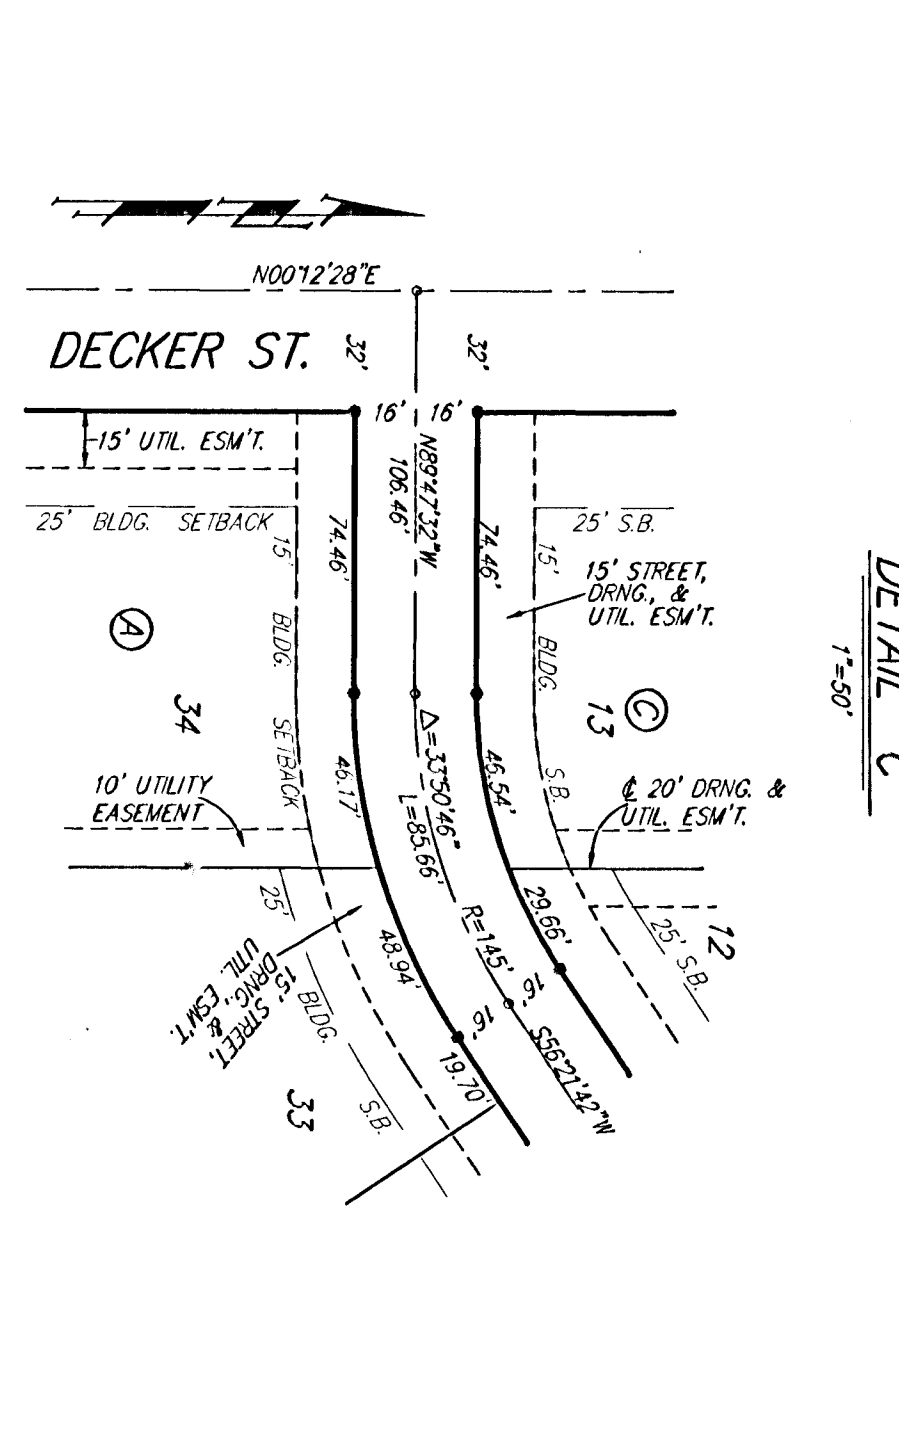 N00°12'28"E
DECKER ST.
32'
32'
16'
16'
15' UTIL. ESM'T.
N89°47'32"W
106.46'
25' BLDG. SETBACK
25' S.B.
74.46'
74.46'
15' BLDG. SETBACK
15' BLDG. S.B.
15' STREET,
DRNG., &
UTIL. ESM'T.
DETAIL C
1"=50'
A
34
C
13
10' UTILITY
EASEMENT
46.17'
Δ=33°50'46"
L=85.66'
R=145'
46.54'
℄ 20' DRNG. &
UTIL. ESM'T.
25'
29.66'
25' S.B.
12
48.94'
16'
16'
S56°21'42"W
15' STREET,
DRNG., &
UTIL. ESM'T.
BLDG.
S.B.
19.70'
33